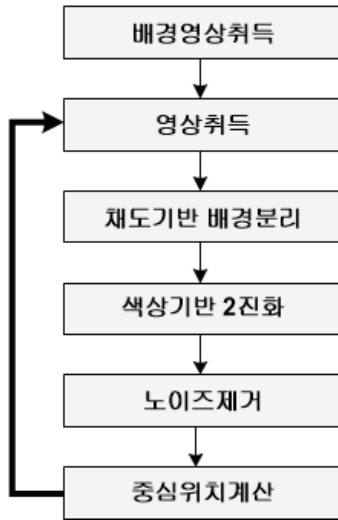 배경영상취득
영상취득
채도기반 배경분리
색상기반 2진화
노이즈제거
중심위치계산